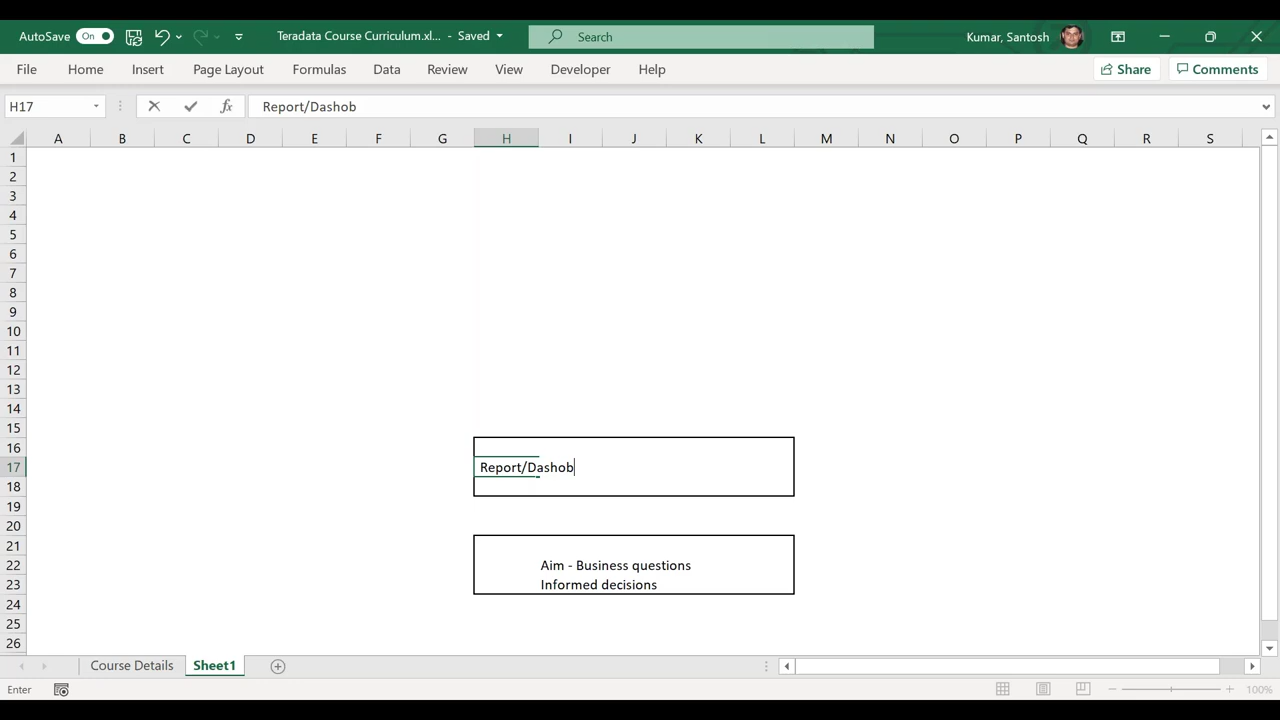 AutoSave On Teradata Course Curriculum.xl... - Saved Search Kumar, Santosh
File Home Insert Page Layout Formulas Data Review View Developer Help Share Comments
H17 fx Report/Dashob
A B C D E F G H I J K L M N O P Q R S
1
2
3
4
5
6
7
8
9
10
11
12
13
14
15
16
17 Report/Dashob
18
19
20
21
22 Aim - Business questions
23 Informed decisions
24
25
26
Course Details Sheet1
Enter 100%